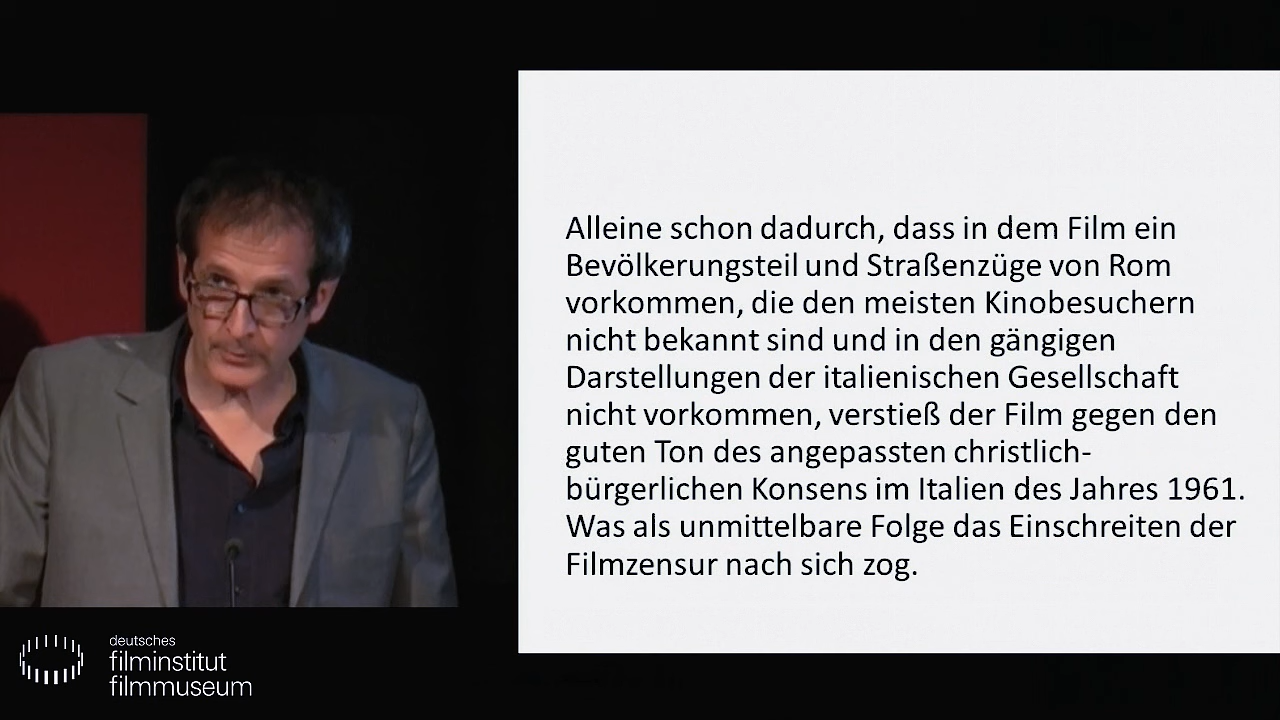 Alleine schon dadurch, dass in dem Film ein
Bevölkerungsteil und Straßenzüge von Rom
vorkommen, die den meisten Kinobesuchern
nicht bekannt sind und in den gängigen
Darstellungen der italienischen Gesellschaft
nicht vorkommen, verstieß der Film gegen den
guten Ton des angepassten christlich-
bürgerlichen Konsens im Italien des Jahres 1961.
Was als unmittelbare Folge das Einschreiten der
Filmzensur nach sich zog.
deutsches
filminstitut
filmmuseum